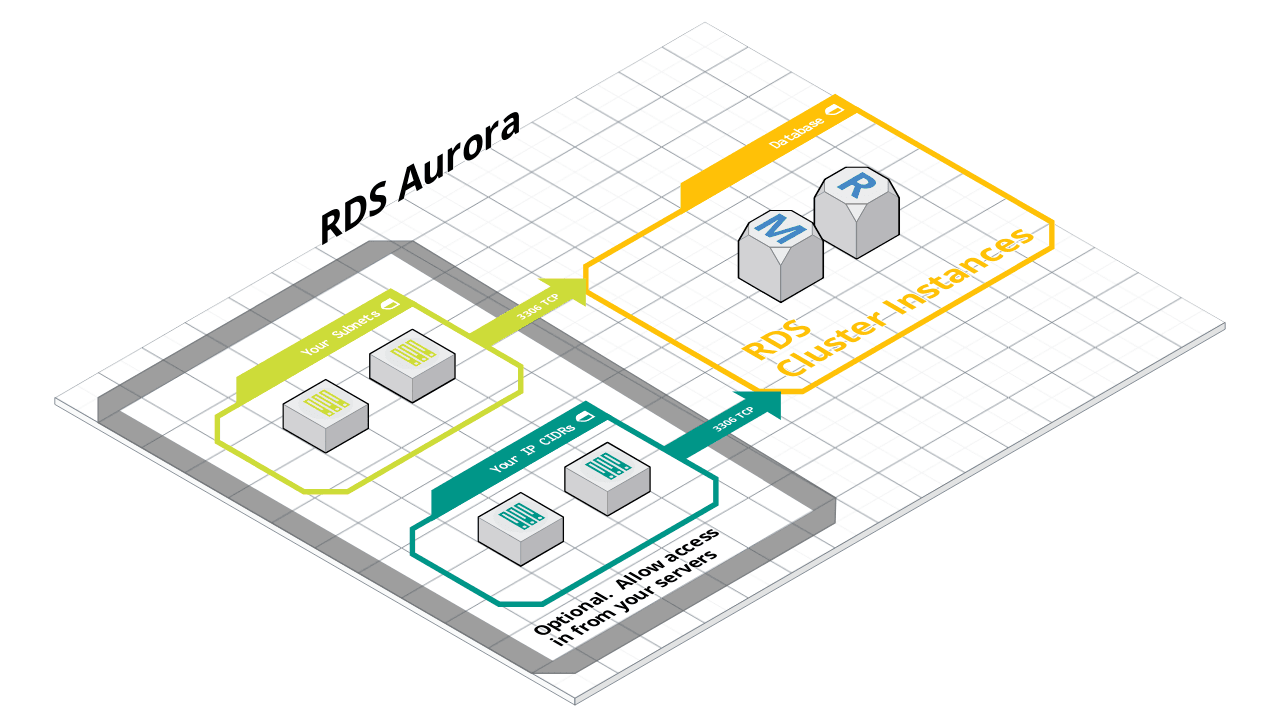 RDS Aurora
Database
R
M
3306 TCP
Your Subnets
RDS
Cluster Instances
3306 TCP
Your IP CIDRs
Optional.  Allow access
in from your servers